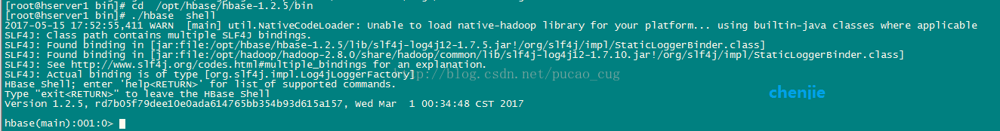 [root@hserver1 bin]# cd  /opt/hbase/hbase-1.2.5/bin
[root@hserver1 bin]# ./hbase  shell
2017-05-15 17:52:55,411 WARN  [main] util.NativeCodeLoader: Unable to load native-hadoop library for your platform... using builtin-java classes where applicable
SLF4J: Class path contains multiple SLF4J bindings.
SLF4J: Found binding in [jar:file:/opt/hbase/hbase-1.2.5/lib/slf4j-log4j12-1.7.5.jar!/org/slf4j/impl/StaticLoggerBinder.class]
SLF4J: Found binding in [jar:file:/opt/hadoop/hadoop-2.8.0/share/hadoop/common/lib/slf4j-log4j12-1.7.10.jar!/org/slf4j/impl/StaticLoggerBinder.class]
SLF4J: See http://www.slf4j.org/codes.html#multiple_bindings for an explanation.
SLF4J: Actual binding is of type [org.slf4j.impl.Log4jLoggerFactory]
http://blog.csdn.net/pucao_cug
HBase Shell; enter 'help<RETURN>' for list of supported commands.
Type "exit<RETURN>" to leave the HBase Shell
Version 1.2.5, rd7b05f79dee10e0ada614765bb354b93d615a157, Wed Mar  1 00:34:48 CST 2017
chenjie
hbase(main):001:0>